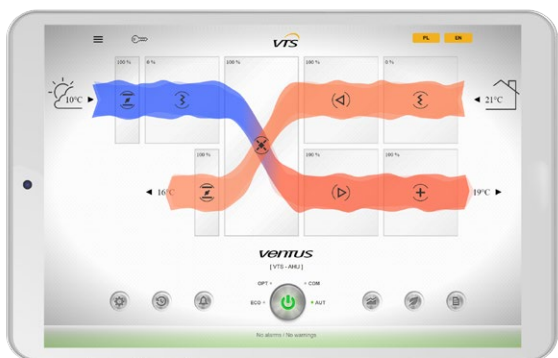 VTS
PL EN
100 % 0 % 100 % 100 % 0 %
10°C
21°C
100 % 100 % 100 %
16°C
19°C
VENTUS
[ VTS - AHU ]
OPT COM
ECO AUT
No alarms / No warnings